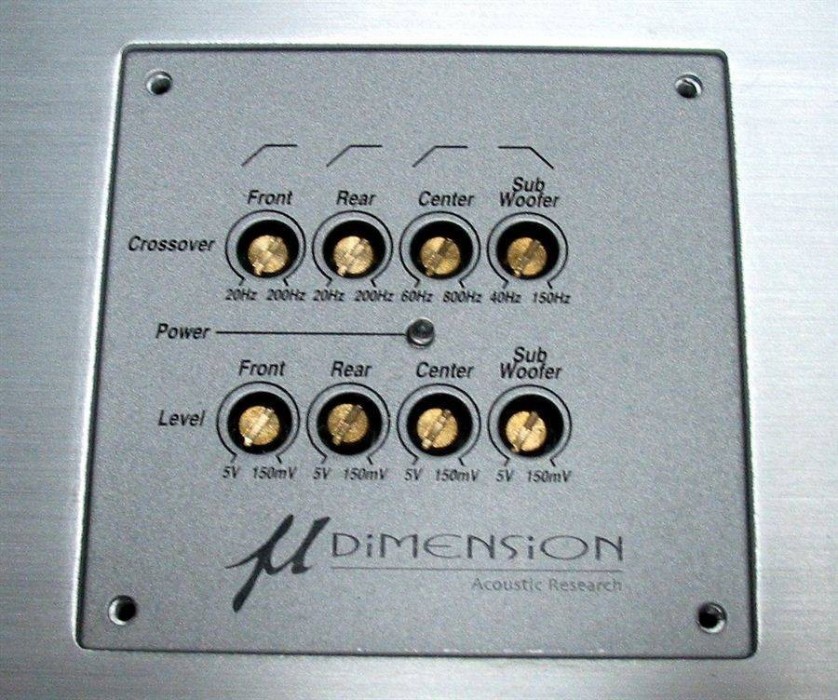 Front Rear Center Sub Woofer
Crossover
20Hz 200Hz 20Hz 200Hz 60Hz 800Hz 40Hz 150Hz
Power
Front Rear Center Sub Woofer
Level
5V 150mV 5V 150mV 5V 150mV 5V 150mV
µ DiMENSiON
Acoustic Research